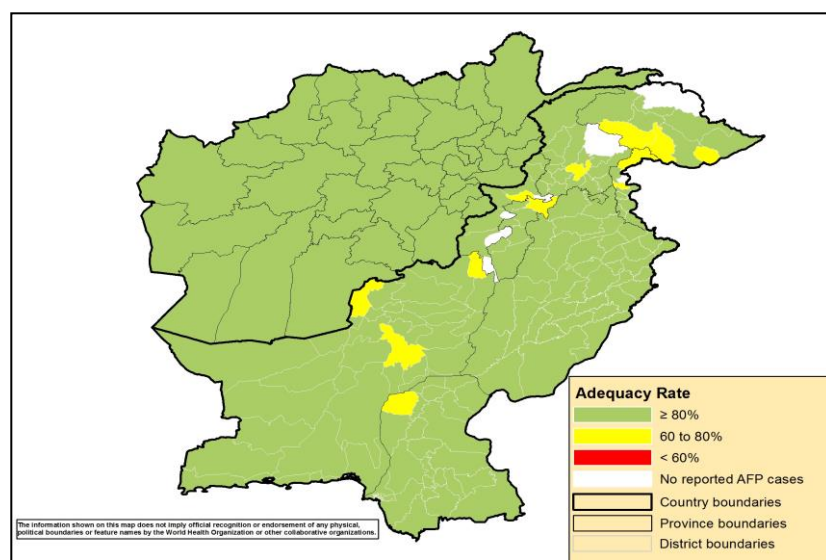 Adequacy Rate
≥ 80%
60 to 80%
< 60%
No reported AFP cases
Country boundaries
Province boundaries
District boundaries
The information shown on this map does not imply official recognition or endorsement of any physical,
political boundaries or feature names by the World Health Organization or other collaborative organizations.